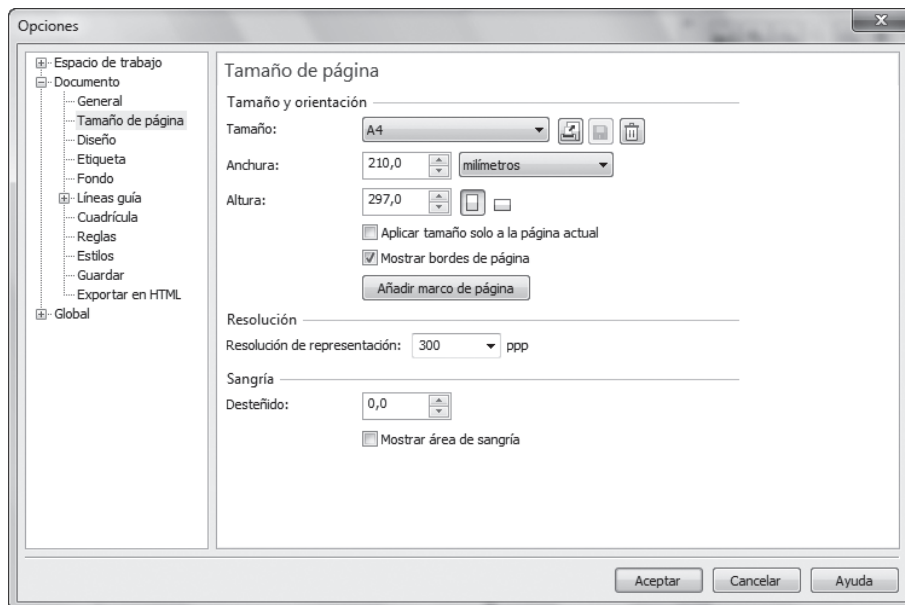 Opciones
Espacio de trabajo
Documento
General
Tamaño de página
Diseño
Etiqueta
Fondo
Líneas guía
Cuadrícula
Reglas
Estilos
Guardar
Exportar en HTML
Global
Tamaño de página
Tamaño y orientación
Tamaño: A4
Anchura: 210,0 milímetros
Altura: 297,0
Aplicar tamaño solo a la página actual
Mostrar bordes de página
Añadir marco de página
Resolución
Resolución de representación: 300 ppp
Sangría
Desteñido: 0,0
Mostrar área de sangría
Aceptar Cancelar Ayuda